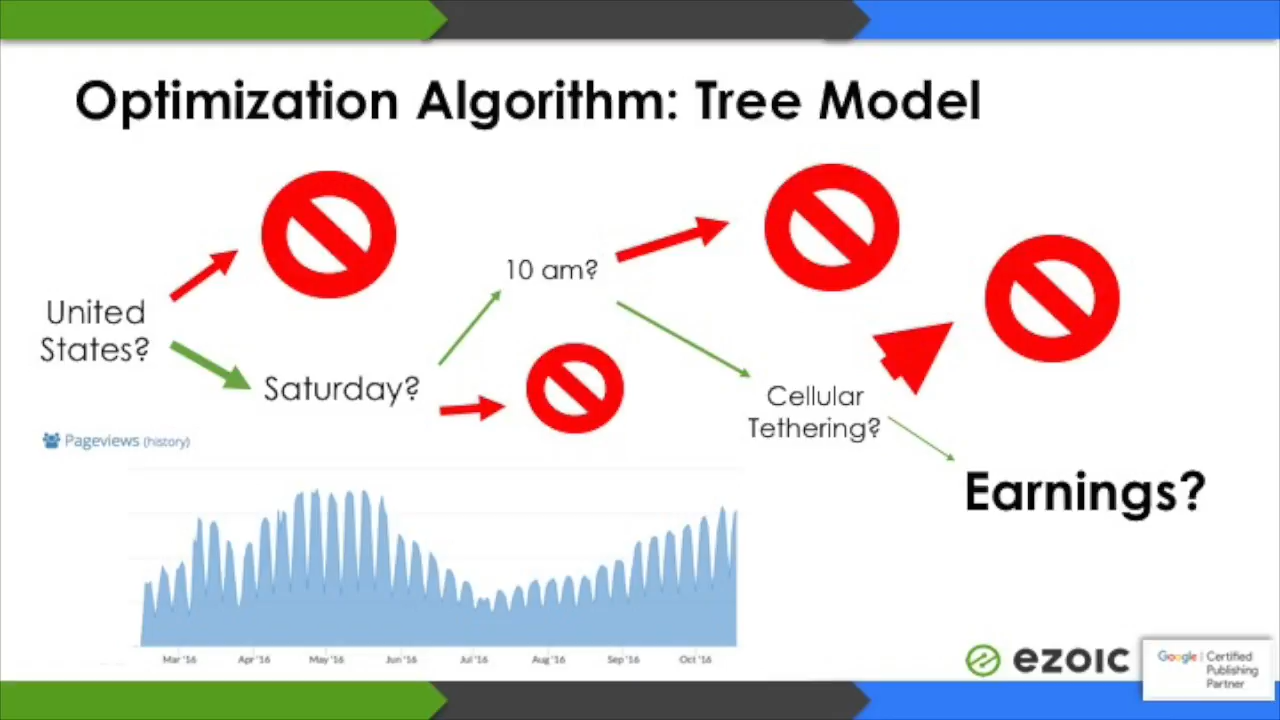 Optimization Algorithm: Tree Model
10 am?
United
States?
Saturday?
Cellular
Tethering?
Pageviews (history)
Earnings?
Mar '16 Apr '16 May '16 Jun '16 Jul '16 Aug '16 Sep '16 Oct '16
ezoic
Google | Certified
Publishing
Partner